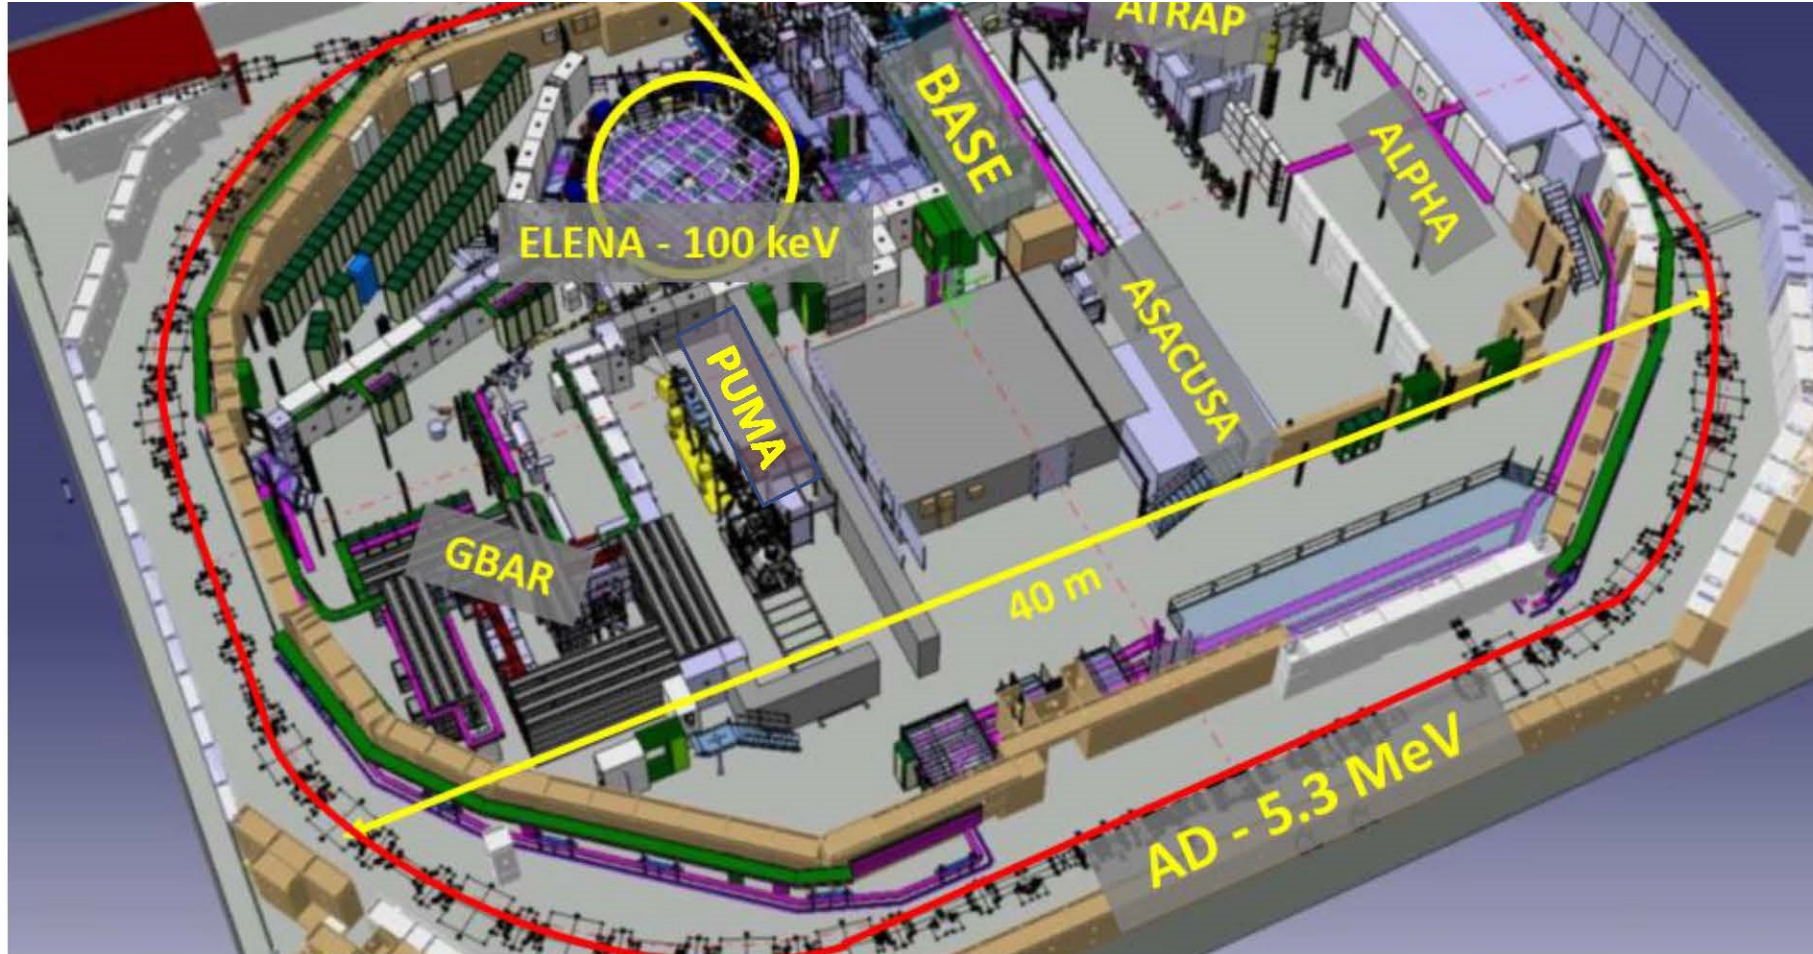 ATRAP
BASE
ALPHA
ELENA - 100 keV
ASACUSA
PUMA
GBAR
40 m
AD - 5.3 MeV